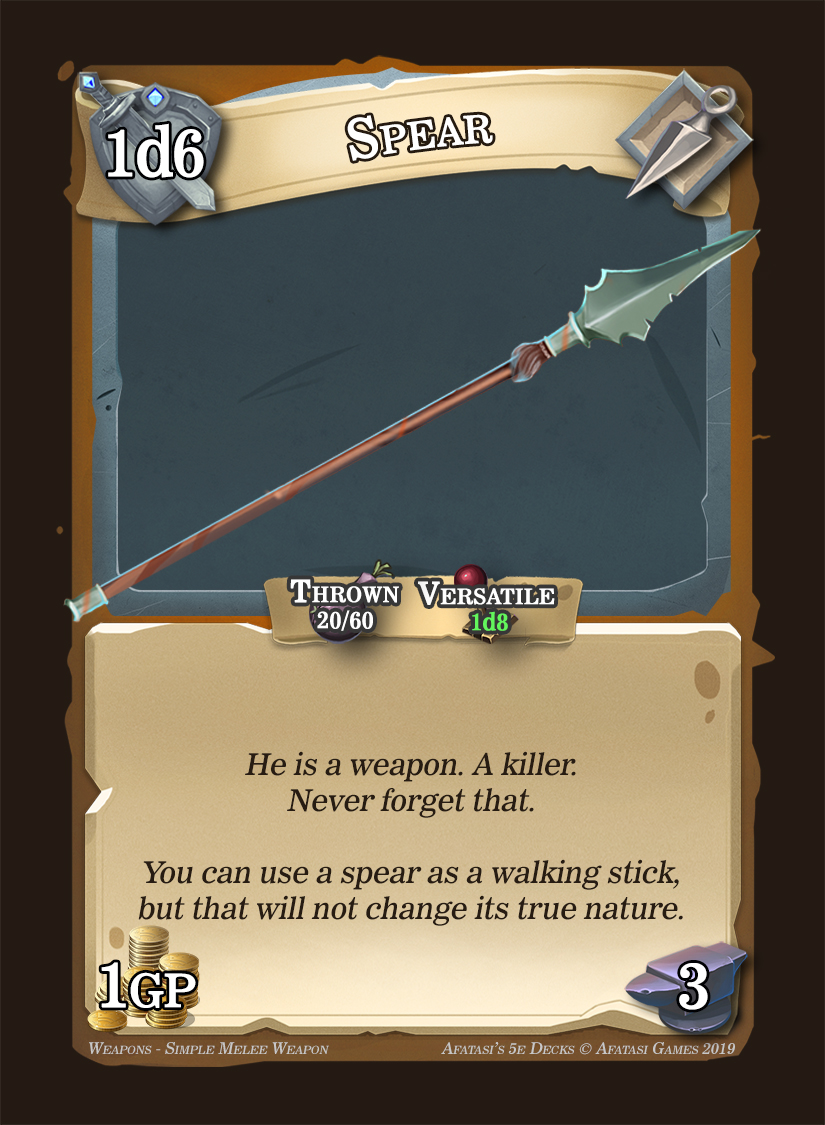 1d6
Spear
Thrown Versatile
20/60 1d8
He is a weapon. A killer.
Never forget that.
You can use a spear as a walking stick,
but that will not change its true nature.
1GP
3
Weapons - Simple Melee Weapon
Afatasi's 5e Decks © Afatasi Games 2019